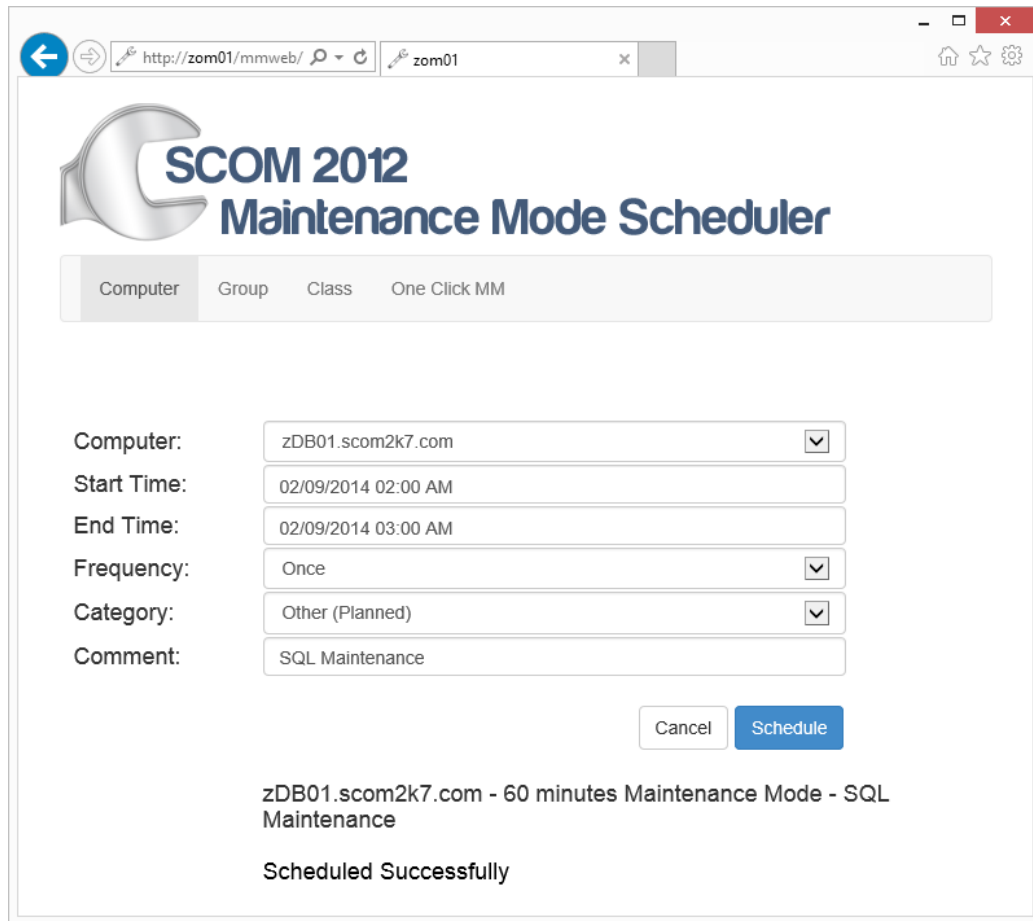 http://zom01/mmweb/
zom01
SCOM 2012
Maintenance Mode Scheduler
Computer Group Class One Click MM
Computer: zDB01.scom2k7.com
Start Time: 02/09/2014 02:00 AM
End Time: 02/09/2014 03:00 AM
Frequency: Once
Category: Other (Planned)
Comment: SQL Maintenance
Cancel Schedule
zDB01.scom2k7.com - 60 minutes Maintenance Mode - SQL
Maintenance
Scheduled Successfully